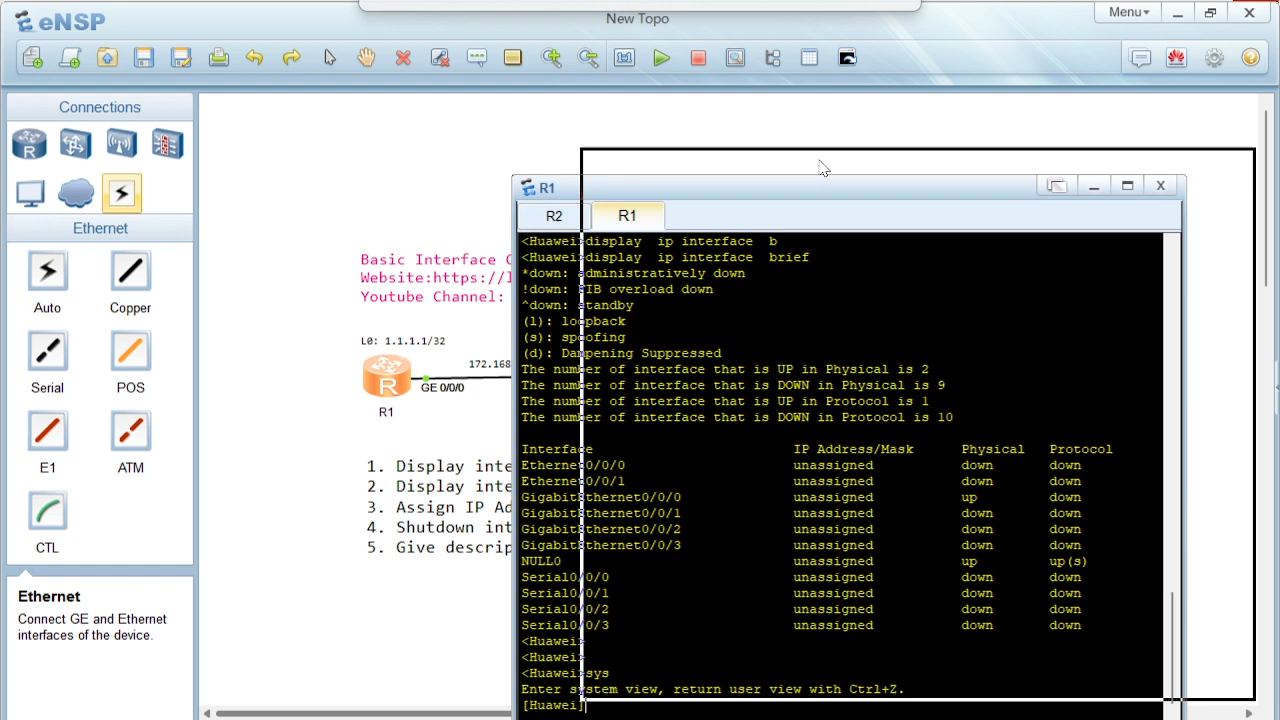 eNSP
New Topo
Menu
Connections
Ethernet
Auto
Copper
Serial
POS
E1
ATM
CTL
Ethernet
Connect GE and Ethernet
interfaces of the device.
Basic Interface
Website:https://
Youtube Channel:
L0: 1.1.1.1/32
172.168
R
GE 0/0/0
R1
1. Display inte
2. Display inte
3. Assign IP Ad
4. Shutdown int
5. Give descrip
R1
R2
R1
<Huawei>display ip interface b
<Huawei>display ip interface brief
*down: administratively down
!down: FIB overload down
^down: standby
(l): loopback
(s): spoofing
(d): Dampening Suppressed
The number of interface that is UP in Physical is 2
The number of interface that is DOWN in Physical is 9
The number of interface that is UP in Protocol is 1
The number of interface that is DOWN in Protocol is 10
Interface IP Address/Mask Physical Protocol
Ethernet0/0/0 unassigned down down
Ethernet0/0/1 unassigned down down
GigabitEthernet0/0/0 unassigned up down
GigabitEthernet0/0/1 unassigned down down
GigabitEthernet0/0/2 unassigned down down
GigabitEthernet0/0/3 unassigned down down
NULL0 unassigned up up(s)
Serial0/0/0 unassigned down down
Serial0/0/1 unassigned down down
Serial0/0/2 unassigned down down
Serial0/0/3 unassigned down down
<Huawei>
<Huawei>
<Huawei>sys
Enter system view, return user view with Ctrl+Z.
[Huawei]